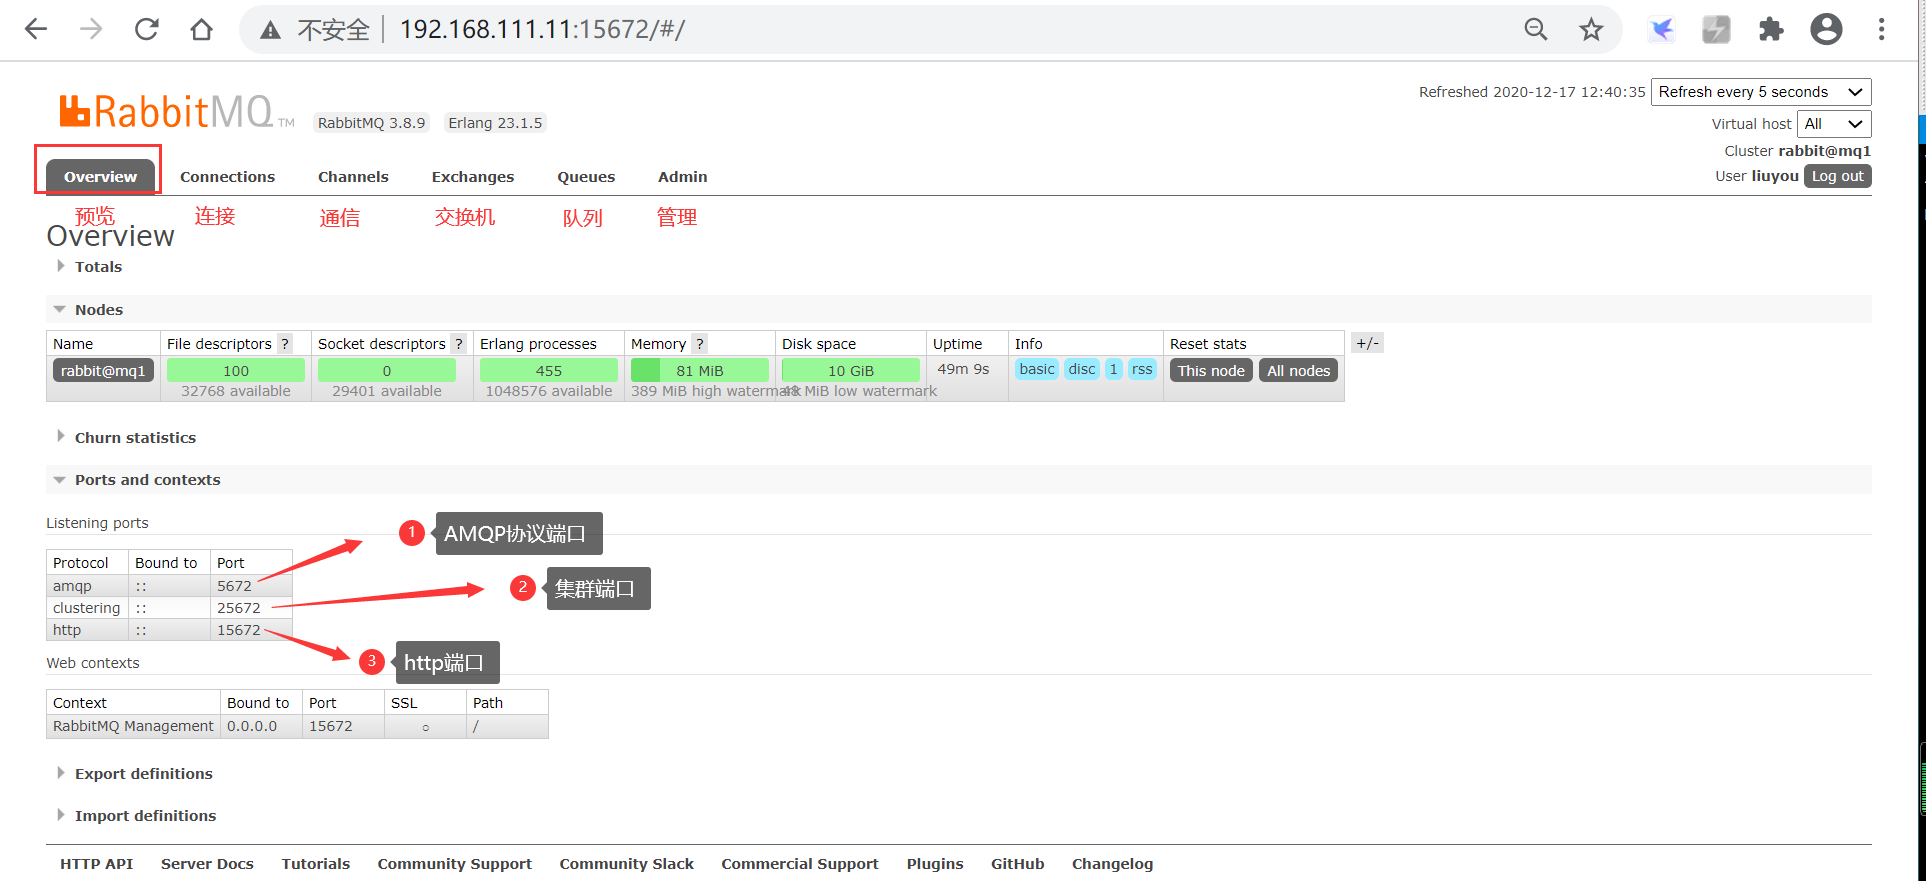 不安全 192.168.111.11:15672/#/
RabbitMQ TM RabbitMQ 3.8.9 Erlang 23.1.5
Refreshed 2020-12-17 12:40:35 Refresh every 5 seconds
Virtual host All
Cluster rabbit@mq1
User liuyou Log out
Overview Connections Channels Exchanges Queues Admin
预览 连接 通信 交换机 队列 管理
Overview
Totals
Nodes
Name File descriptors ? Socket descriptors ? Erlang processes Memory ? Disk space Uptime Info Reset stats +/-
rabbit@mq1 100 0 455 81 MiB 10 GiB 49m 9s basic disc 1 rss This node All nodes
32768 available 29401 available 1048576 available 389 MiB high watermark 48 MiB low watermark
Churn statistics
Ports and contexts
Listening ports
1 AMQP协议端口
Protocol Bound to Port
amqp :: 5672
2 集群端口
clustering :: 25672
http :: 15672
3 http端口
Web contexts
Context Bound to Port SSL Path
RabbitMQ Management 0.0.0.0 15672 ○ /
Export definitions
Import definitions
HTTP API Server Docs Tutorials Community Support Community Slack Commercial Support Plugins GitHub Changelog